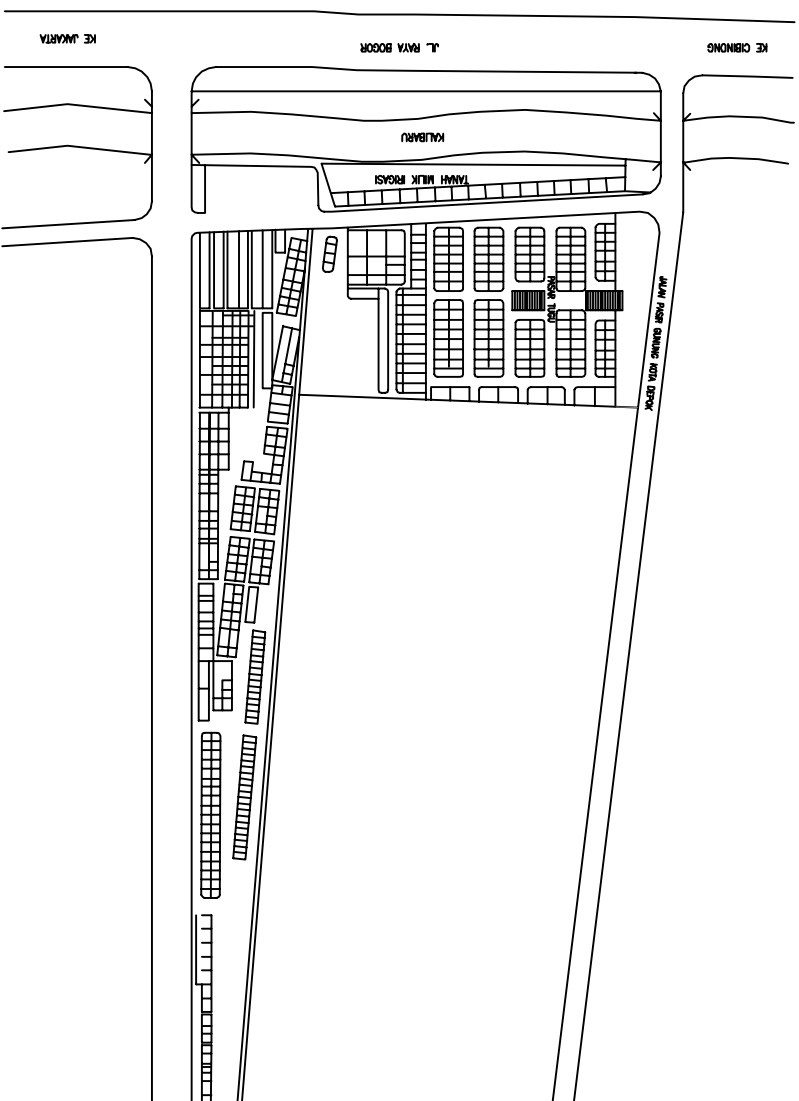 KE JAKARTA
JL. RAYA BOGOR
KE CIBINONG
KALIBARU
TANAH MILIK IRIGASI
PASAR TUGU
JALAN PASIR GUNUNG KOTA DEPOK